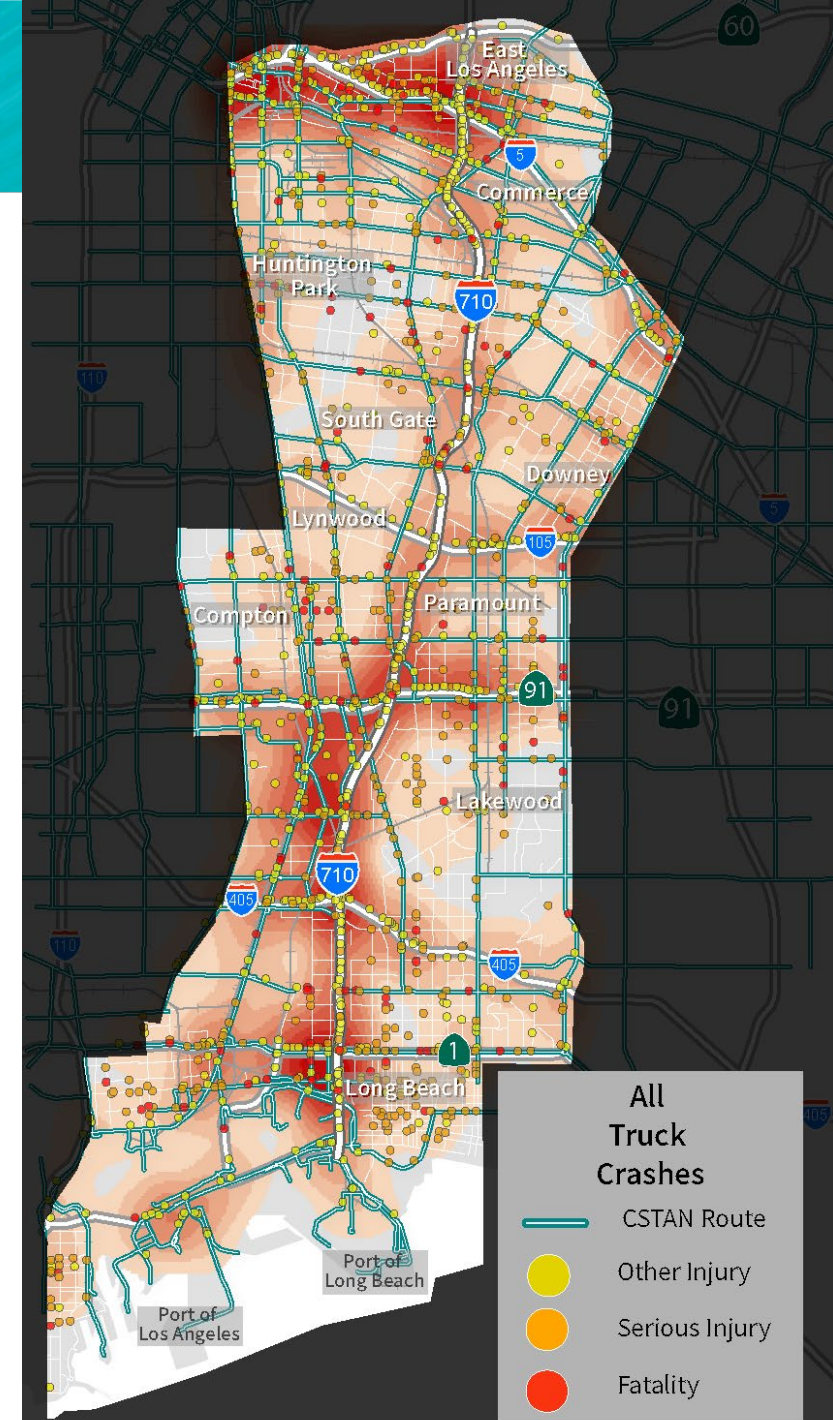 60
East
Los Angeles
5
Commerce
Huntington
Park
710
110
South Gate
Downey
5
Lynwood
105
Compton
Paramount
91
91
Lakewood
710
405
110
405
1
Long Beach
405
Port of
Long Beach
Port of
Los Angeles
All
Truck
Crashes
CSTAN Route
Other Injury
Serious Injury
Fatality